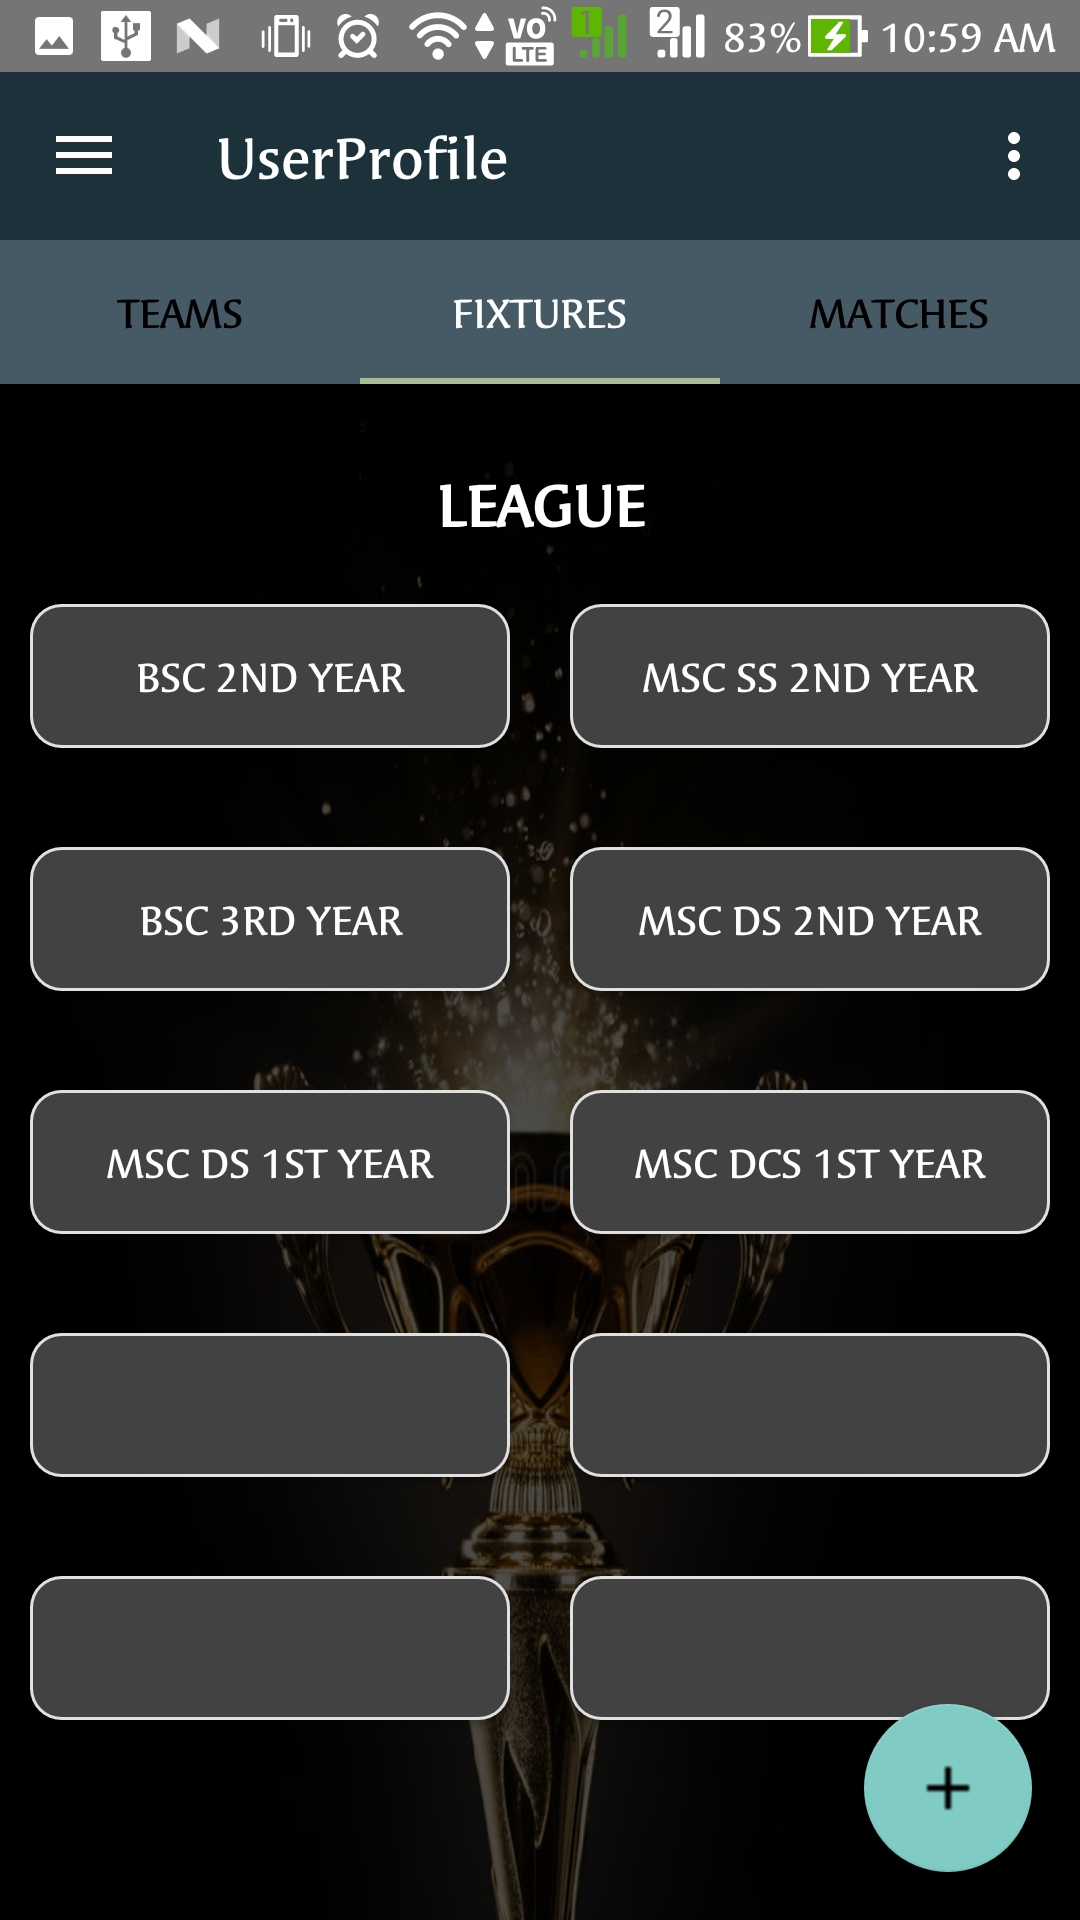 VO LTE 1 2 83% 10:59 AM
UserProfile
TEAMS FIXTURES MATCHES
LEAGUE
BSC 2ND YEAR MSC SS 2ND YEAR
BSC 3RD YEAR MSC DS 2ND YEAR
MSC DS 1ST YEAR MSC DCS 1ST YEAR
+